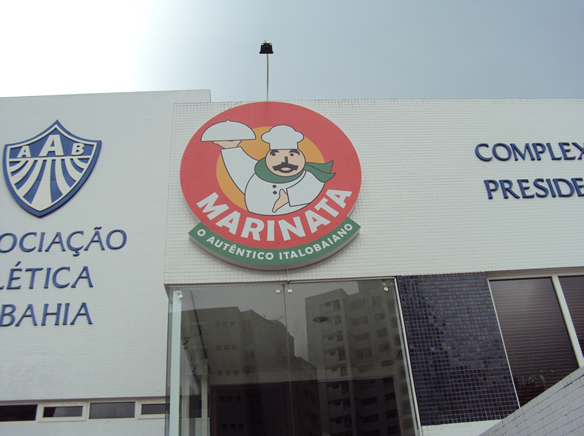 AAB
OCIAÇÃO
LÉTICA
BAHIA
MARINATA
O AUTÊNTICO ITALOBAIANO
COMPLEX
PRESIDE